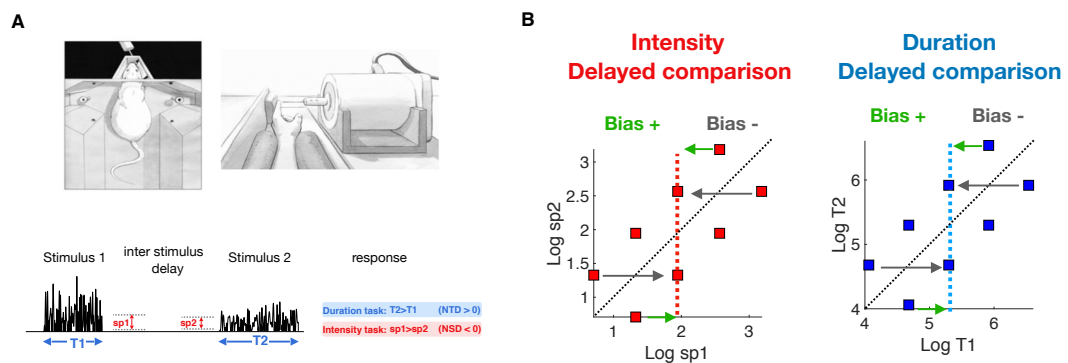 A
Stimulus 1
inter stimulus
delay
Stimulus 2
response
sp1
sp2
T1
T2
Duration task: T2>T1 (NTD > 0)
Intensity task: sp1>sp2 (NSD < 0)
B
Intensity
Delayed comparison
Bias + Bias -
3
2.5
2
1.5
1
Log sp2
1 2 3
Log sp1
Duration
Delayed comparison
Bias + Bias -
6
5
4
Log T2
4 5 6
Log T1